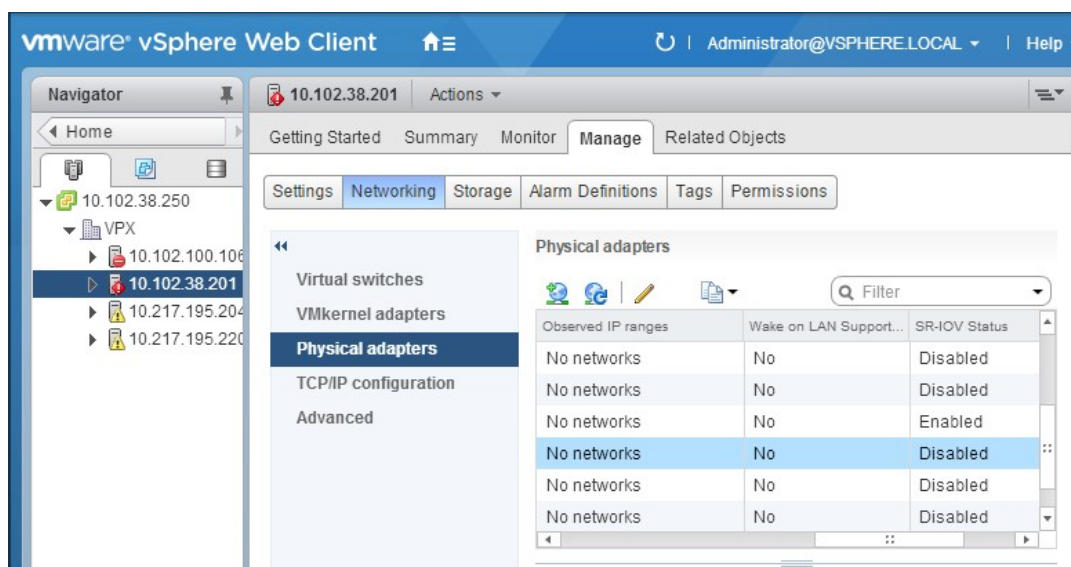 vmware® vSphere Web Client
Administrator@VSPHERE.LOCAL
Help
Navigator
10.102.38.201
Actions
Home
Getting Started Summary Monitor Manage Related Objects
Settings Networking Storage Alarm Definitions Tags Permissions
10.102.38.250
VPX
10.102.100.106
10.102.38.201
10.217.195.204
10.217.195.220
Virtual switches
VMkernel adapters
Physical adapters
TCP/IP configuration
Advanced
Physical adapters
Filter
Observed IP ranges Wake on LAN Support... SR-IOV Status
No networks No Disabled
No networks No Disabled
No networks No Enabled
No networks No Disabled
No networks No Disabled
No networks No Disabled